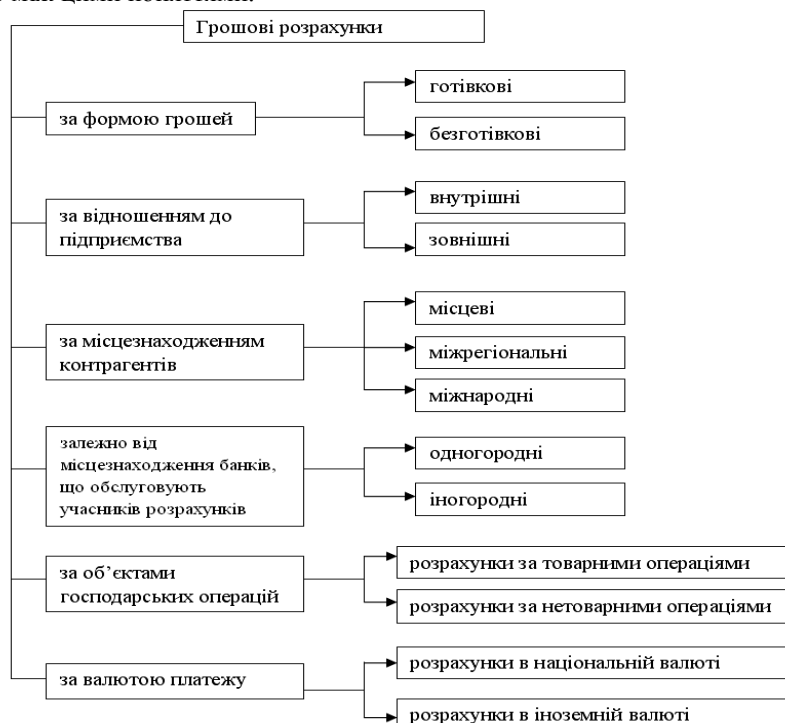 Грошові розрахунки
за формою грошей
готівкові
безготівкові
за відношенням до
підприємства
внутрішні
зовнішні
за місцезнаходженням
контрагентів
місцеві
міжрегіональні
міжнародні
залежно від
місцезнаходження банків,
що обслуговують
учасників розрахунків
одногородні
іногородні
за об’єктами
господарських операцій
розрахунки за товарними операціями
розрахунки за нетоварними операціями
за валютою платежу
розрахунки в національній валюті
розрахунки в іноземній валюті